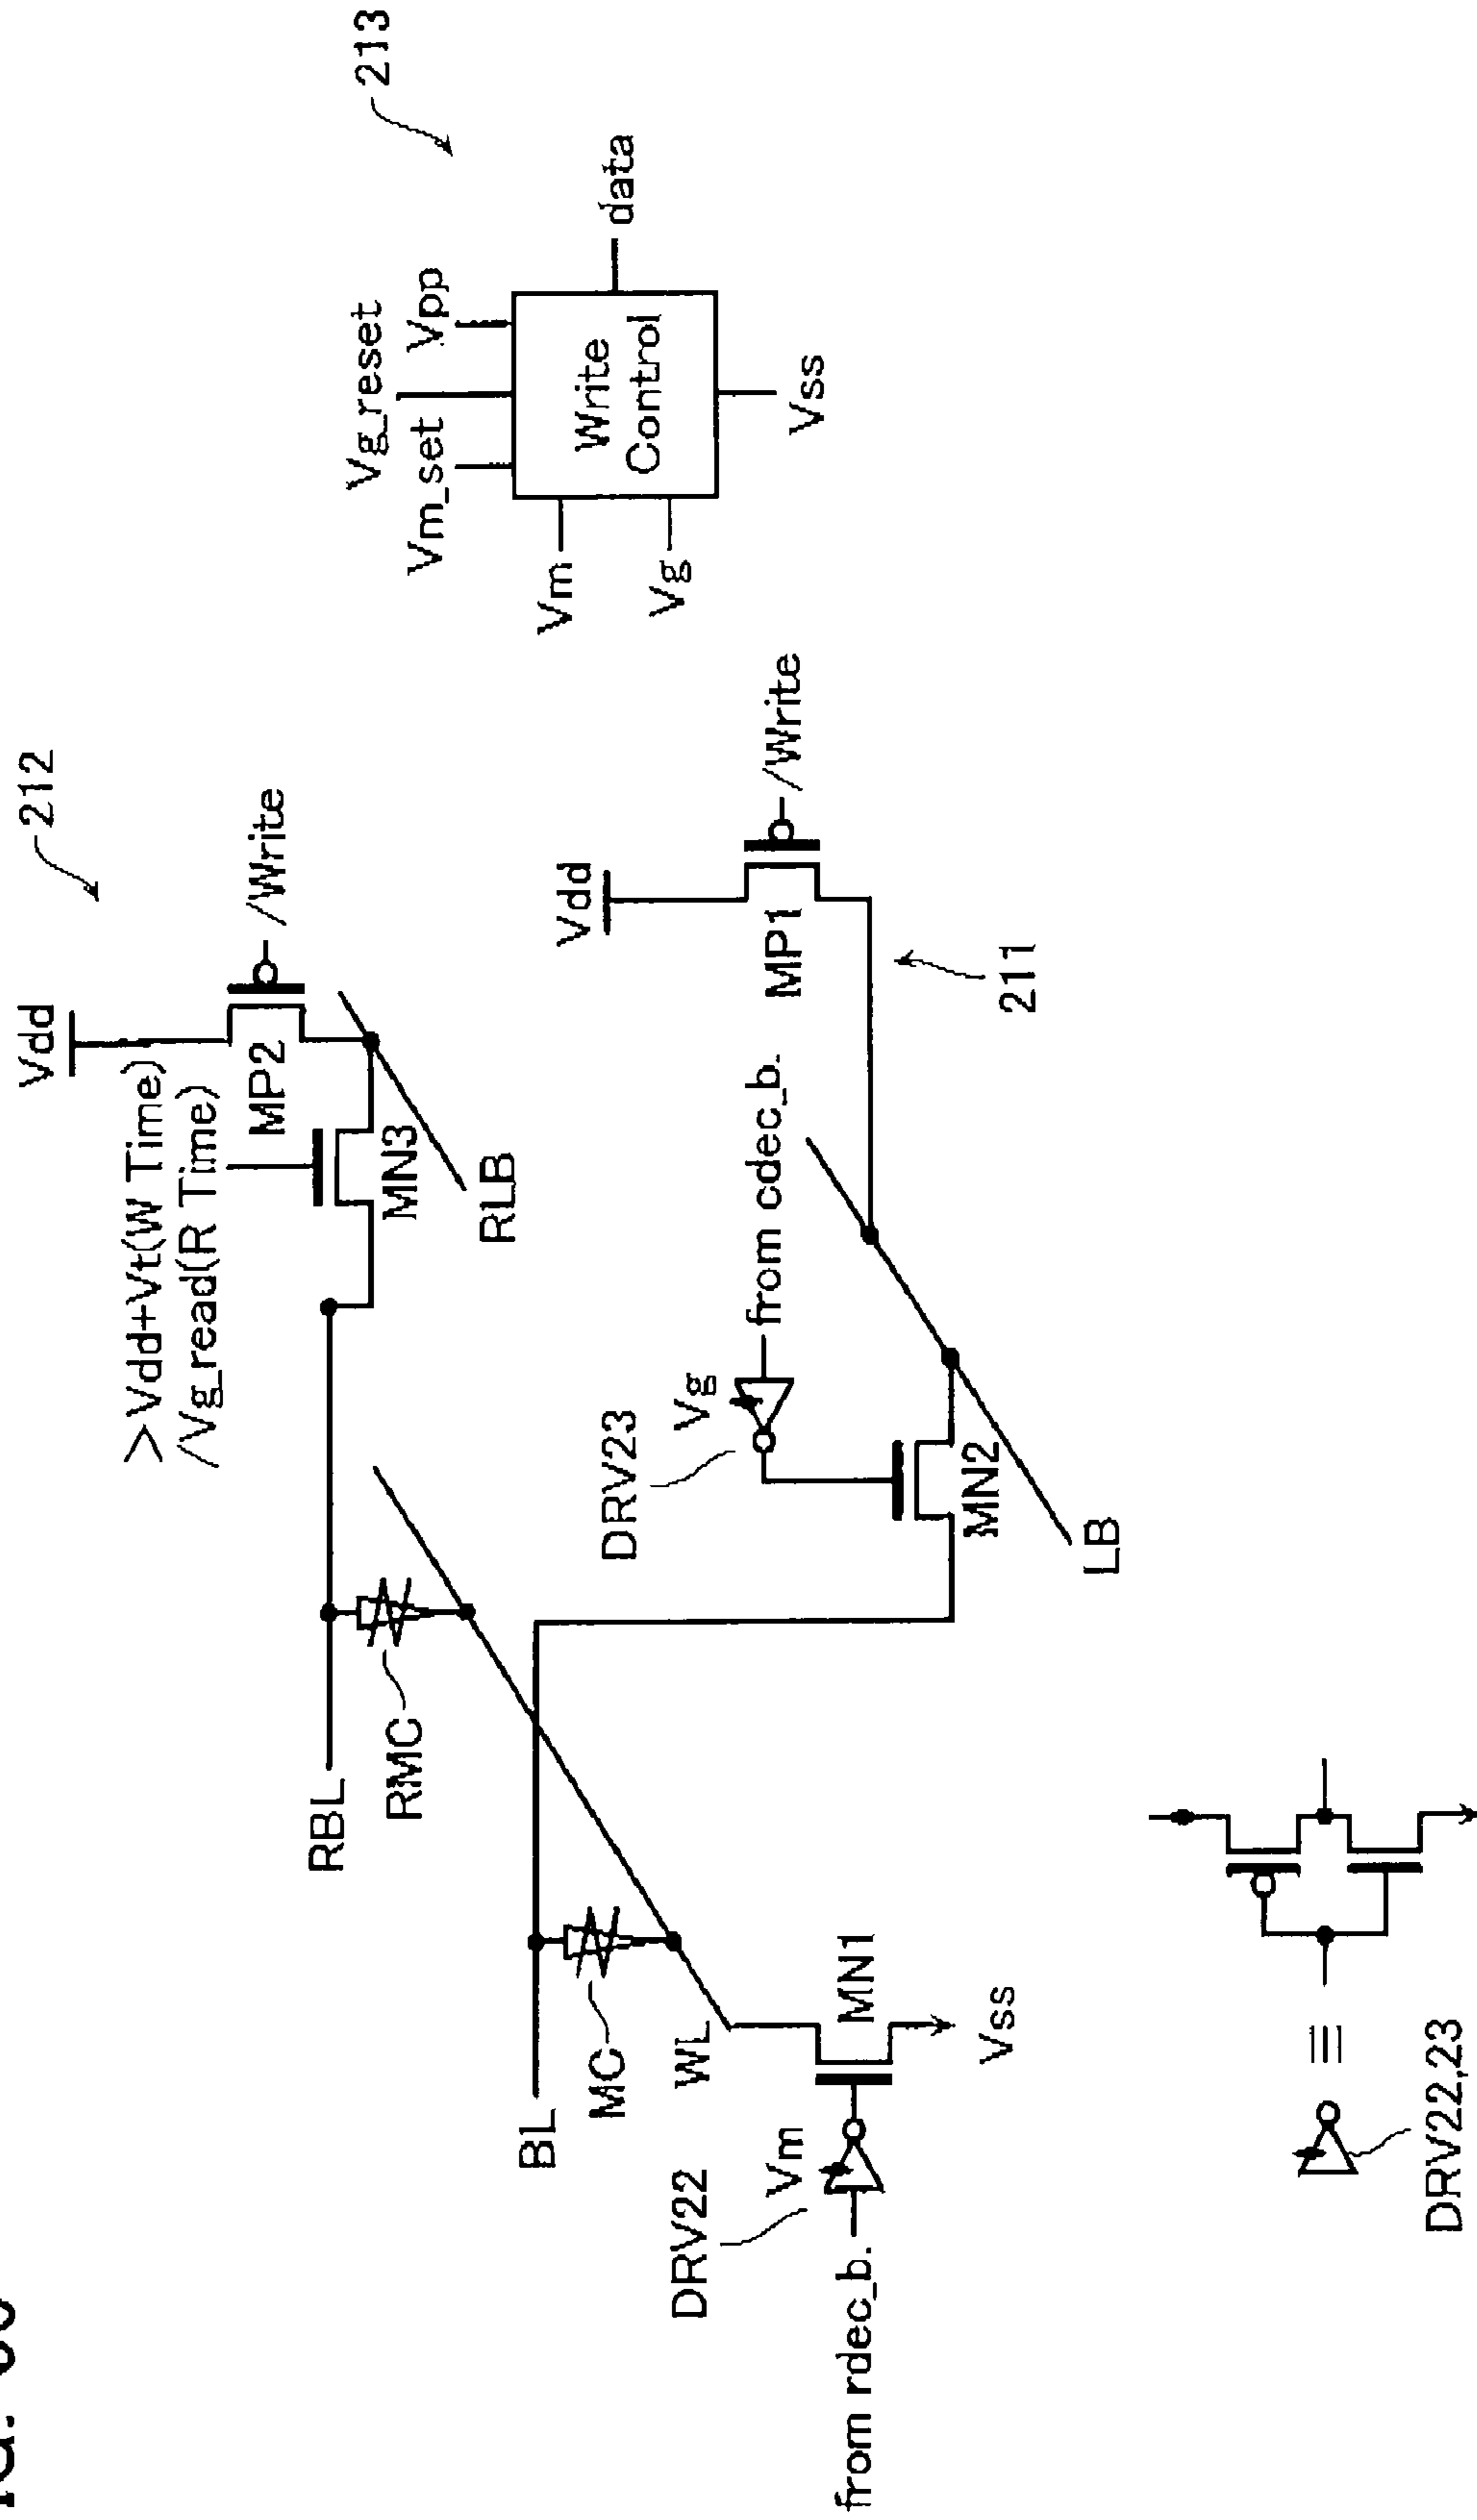 212
213
Vdd
>Vdd+Vt(W Time)
/Vg_read(R Time)
MP2
/Write
MN3
RLB
RBL
RMC
Vg_reset
Vm_set
Vpp
Vm
Vg
Write
Control
data
Vss
BL
MC
WL
DRV23
Vg
from cdec_b.
Vdd
MP1
/Write
211
MN2
LB
DRV22
Vm
from rdec_b.
MN1
Vss
DRV22,23
≡